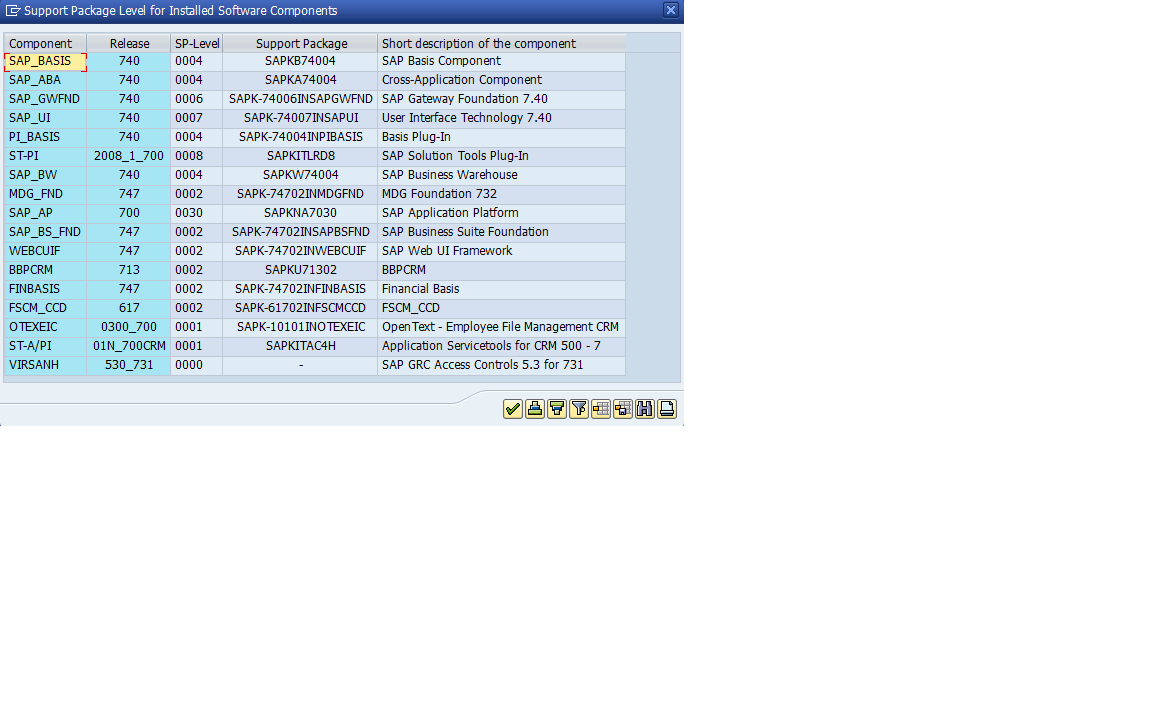 Support Package Level for Installed Software Components
Component Release SP-Level Support Package Short description of the component
SAP_BASIS 740 0004 SAPKB74004 SAP Basis Component
SAP_ABA 740 0004 SAPKA74004 Cross-Application Component
SAP_GWFND 740 0006 SAPK-74006INSAPGWFND SAP Gateway Foundation 7.40
SAP_UI 740 0007 SAPK-74007INSAPUI User Interface Technology 7.40
PI_BASIS 740 0004 SAPK-74004INPIBASIS Basis Plug-In
ST-PI 2008_1_700 0008 SAPKITLRD8 SAP Solution Tools Plug-In
SAP_BW 740 0004 SAPKW74004 SAP Business Warehouse
MDG_FND 747 0002 SAPK-74702INMDGFND MDG Foundation 732
SAP_AP 700 0030 SAPKNA7030 SAP Application Platform
SAP_BS_FND 747 0002 SAPK-74702INSAPBSFND SAP Business Suite Foundation
WEBCUIF 747 0002 SAPK-74702INWEBCUIF SAP Web UI Framework
BBPCRM 713 0002 SAPKU71302 BBPCRM
FINBASIS 747 0002 SAPK-74702INFINBASIS Financial Basis
FSCM_CCD 617 0002 SAPK-61702INFSCMCCD FSCM_CCD
OTEXEIC 0300_700 0001 SAPK-10101INOTEXEIC OpenText - Employee File Management CRM
ST-A/PI 01N_700CRM 0001 SAPKITAC4H Application Servicetools for CRM 500 - 7
VIRSANH 530_731 0000 - SAP GRC Access Controls 5.3 for 731